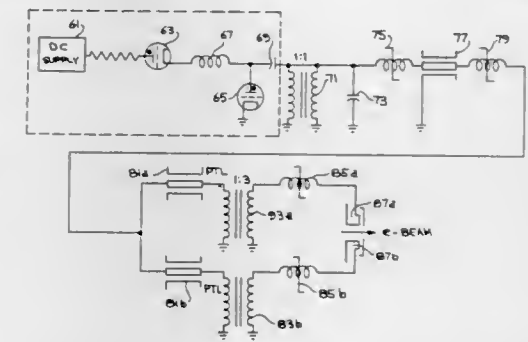 61
DC
SUPPLY
63
67
69
65
1:1
71
73
75
77
79
81a
PTL
1:3
93a
85a
87a
e-BEAM
87b
81b
PTL
83b
85b